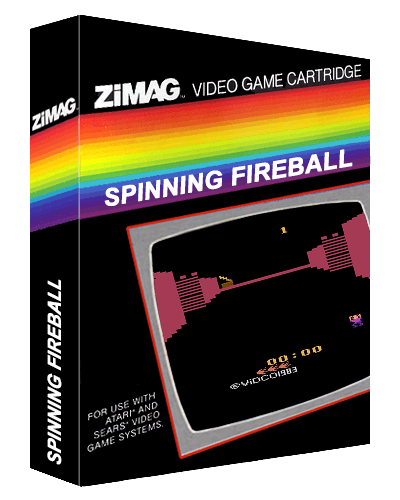 ZiMAG™ VIDEO GAME CARTRIDGE
SPINNING FIREBALL
1
00:00
©ViDCO1983
FOR USE WITH
ATARI® AND
SEARS® VIDEO
GAME SYSTEMS.
ZiMAG
SPINNING FIREBALL